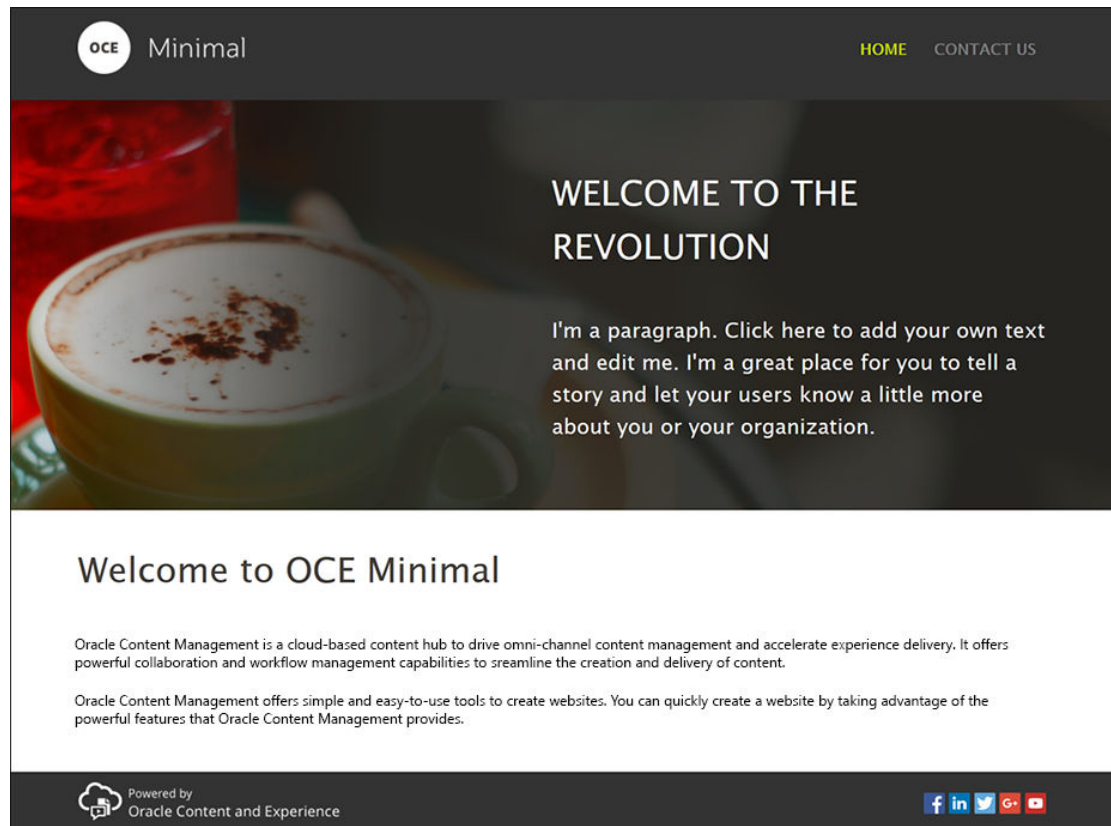 OCE Minimal
HOME CONTACT US
WELCOME TO THE
REVOLUTION
I'm a paragraph. Click here to add your own text
and edit me. I'm a great place for you to tell a
story and let your users know a little more
about you or your organization.
Welcome to OCE Minimal
Oracle Content Management is a cloud-based content hub to drive omni-channel content management and accelerate experience delivery. It offers
powerful collaboration and workflow management capabilities to sreamline the creation and delivery of content.
Oracle Content Management offers simple and easy-to-use tools to create websites. You can quickly create a website by taking advantage of the
powerful features that Oracle Content Management provides.
Powered by
Oracle Content and Experience
f in G+